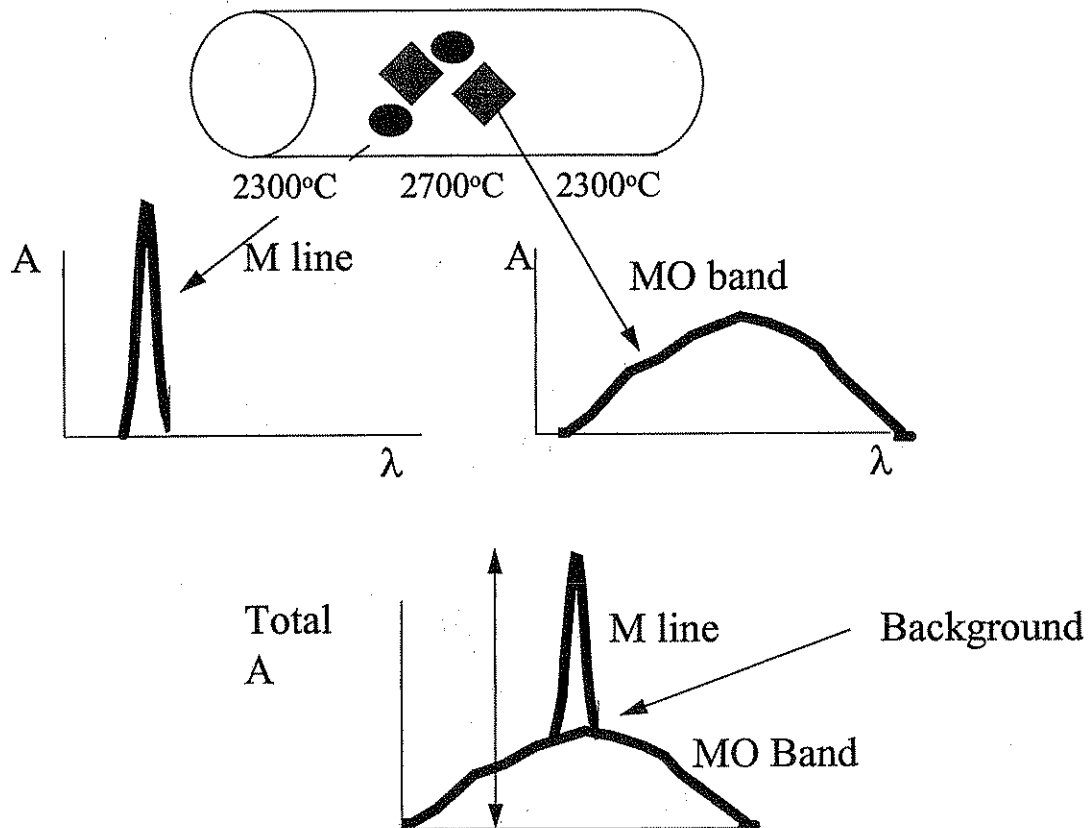 2300°C 2700°C 2300°C
A M line
λ
A MO band
λ
Total
A
M line
Background
MO Band